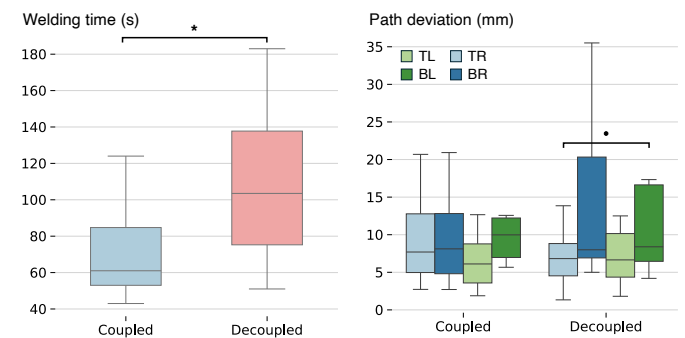 Welding time (s)
*
180
160
140
120
100
80
60
40
Coupled
Decoupled
Path deviation (mm)
TL
TR
BL
BR
•
35
30
25
20
15
10
5
0
Coupled
Decoupled